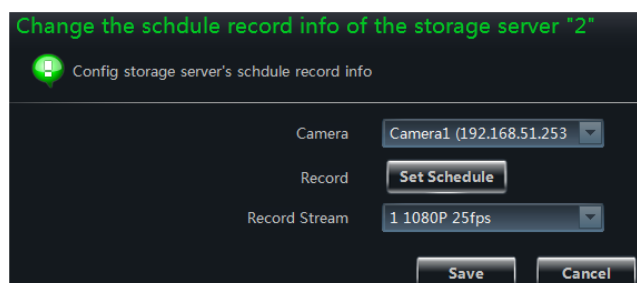 Change the schdule record info of the storage server "2"
Config storage server's schdule record info
Camera Camera1 (192.168.51.253
Record Set Schedule
Record Stream 1 1080P 25fps
Save Cancel